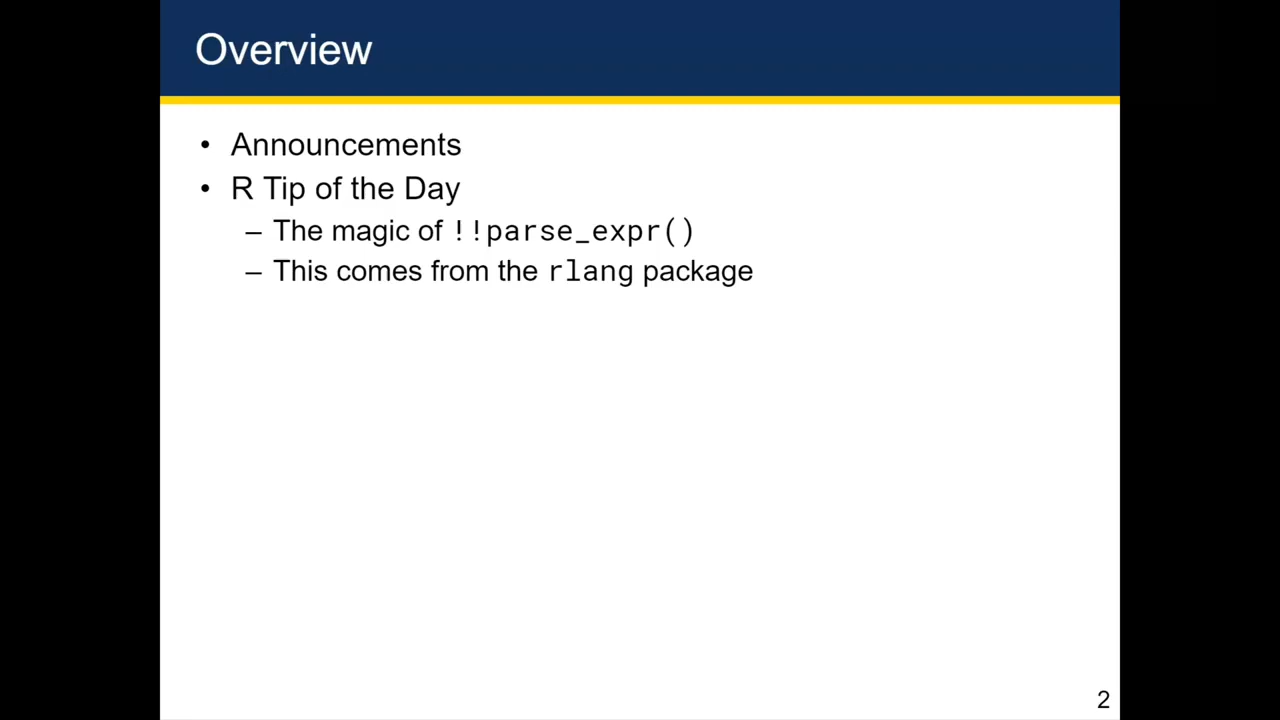 Overview
• Announcements
• R Tip of the Day
– The magic of !!parse_expr()
– This comes from the rlang package
2